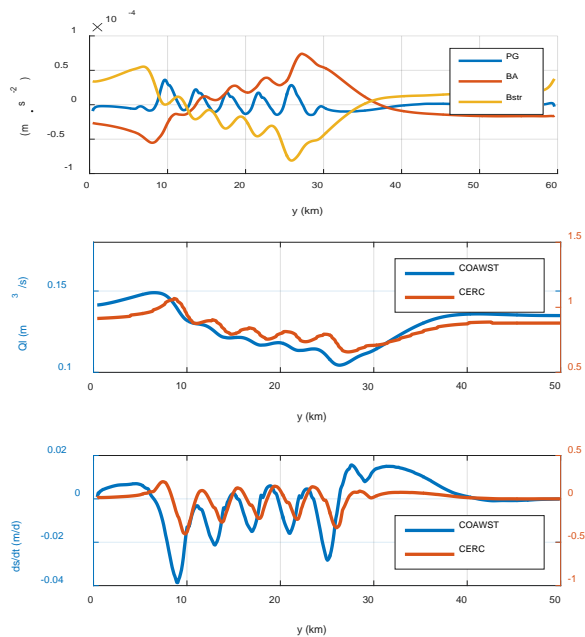 1 × 10 -4
0.5
0
-0.5
-1
(m . s -2 )
PG
BA
Bstr
0 10 20 30 40 50 60
y (km)
0.15
0.1
Ql (m 3 /s)
1.5
1
0.5
COAWST
CERC
0 10 20 30 40 50
y (km)
0.02
0
-0.02
-0.04
ds/dt (m/d)
0.5
0
-0.5
-1
COAWST
CERC
0 10 20 30 40 50
y (km)